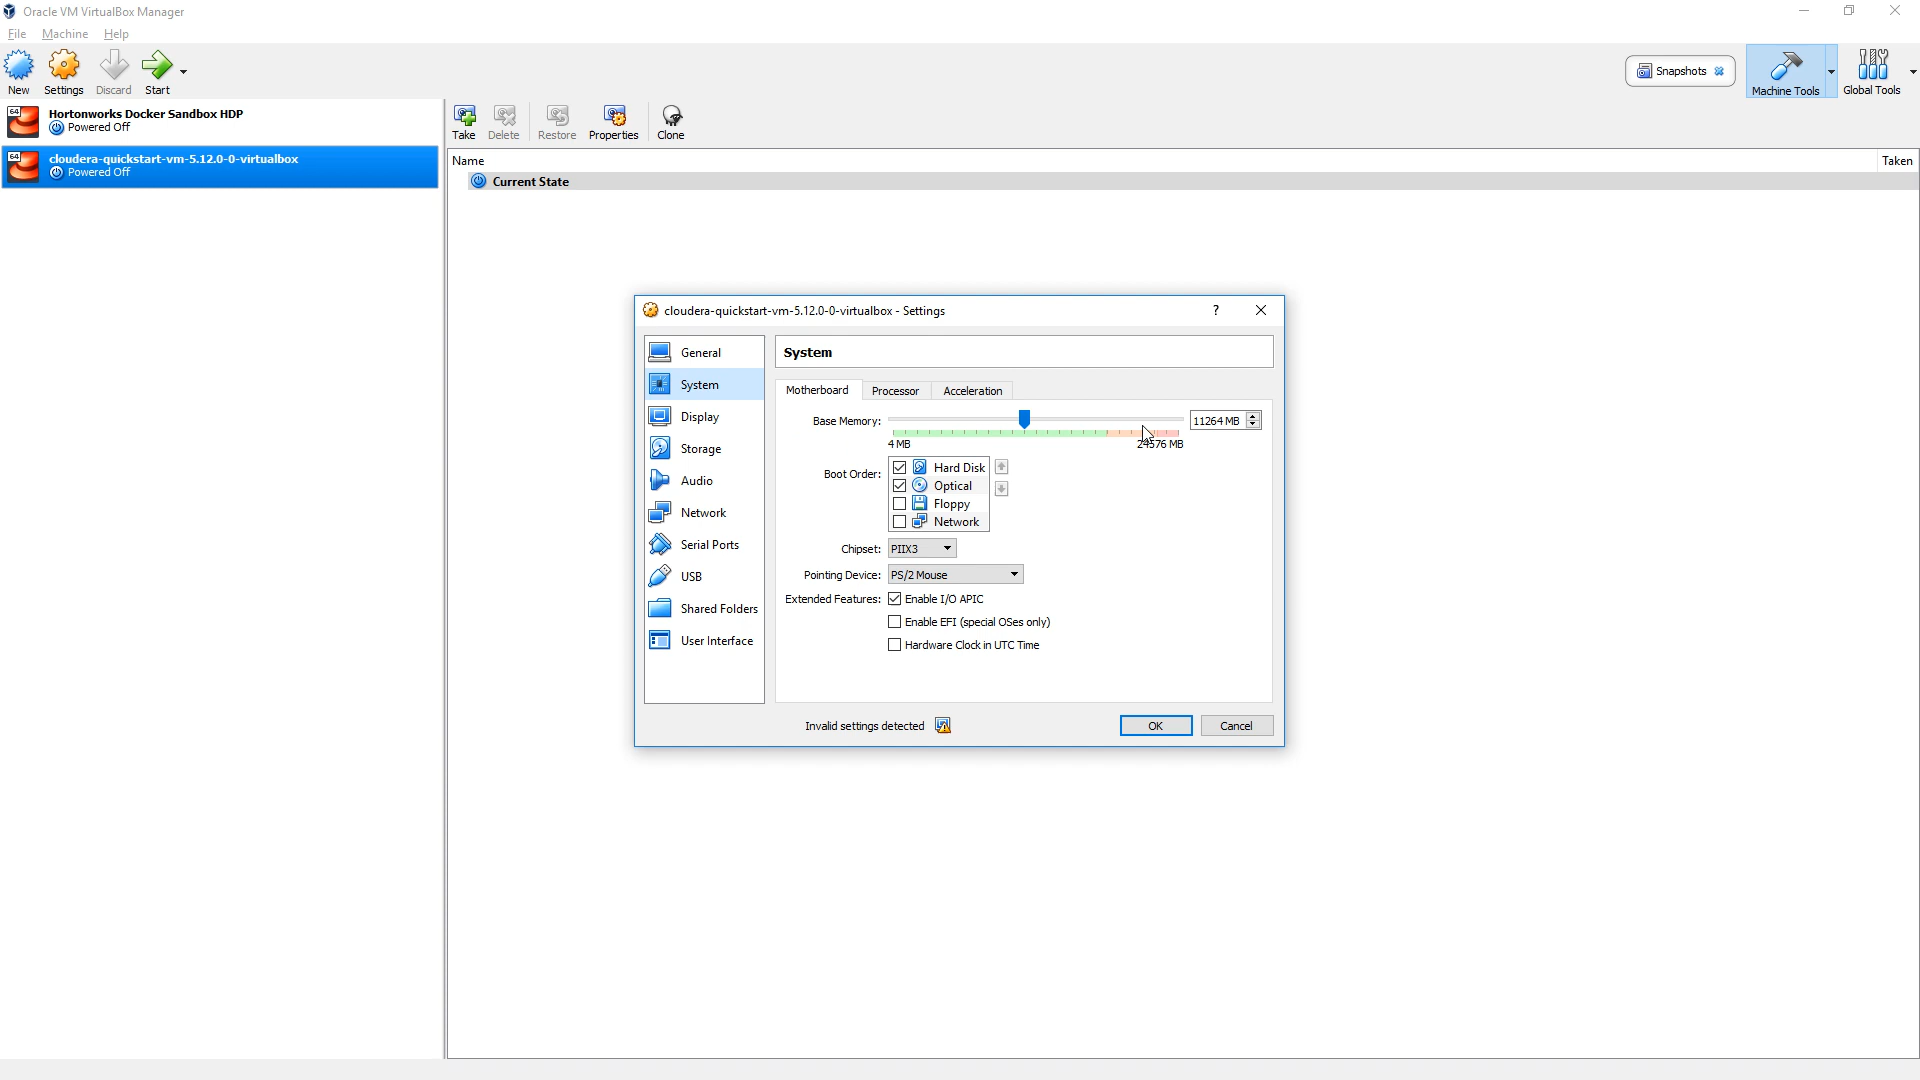 Oracle VM VirtualBox Manager
File Machine Help
New Settings Discard Start
Snapshots
Machine Tools Global Tools
64 Hortonworks Docker Sandbox HDP
Powered Off
64 cloudera-quickstart-vm-5.12.0-0-virtualbox
Powered Off
Take Delete Restore Properties Clone
Name Taken
Current State
cloudera-quickstart-vm-5.12.0-0-virtualbox - Settings ?
General
System
Display
Storage
Audio
Network
Serial Ports
USB
Shared Folders
User Interface
System
Motherboard Processor Acceleration
Base Memory: 11264 MB
4 MB 24576 MB
Boot Order: Hard Disk
Optical
Floppy
Network
Chipset: PIIX3
Pointing Device: PS/2 Mouse
Extended Features: Enable I/O APIC
Enable EFI (special OSes only)
Hardware Clock in UTC Time
Invalid settings detected OK Cancel